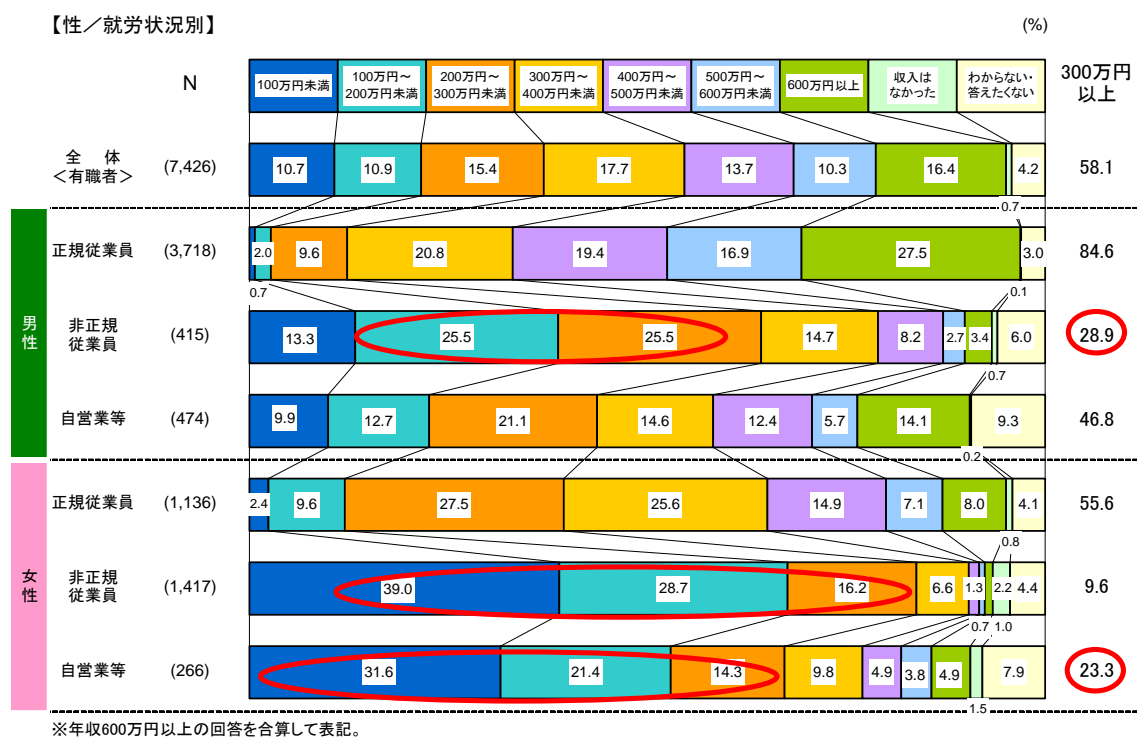 【性／就労状況別】
(%)
N
100万円未満
100万円～
200万円未満
200万円～
300万円未満
300万円～
400万円未満
400万円～
500万円未満
500万円～
600万円未満
600万円以上
収入は
なかった
わからない・
答えたくない
300万円
以上
全　体
＜有職者＞
(7,426)
10.7
10.9
15.4
17.7
13.7
10.3
16.4
0.7
4.2
58.1
男性
正規従業員
(3,718)
0.7
2.0
9.6
20.8
19.4
16.9
27.5
0.1
3.0
84.6
非正規
従業員
(415)
13.3
25.5
25.5
14.7
8.2
2.7
3.4
0.7
6.0
28.9
自営業等
(474)
9.9
12.7
21.1
14.6
12.4
5.7
14.1
0.2
9.3
46.8
女性
正規従業員
(1,136)
2.4
9.6
27.5
25.6
14.9
7.1
8.0
0.8
4.1
55.6
非正規
従業員
(1,417)
39.0
28.7
16.2
6.6
1.3
0.7
1.0
2.2
4.4
9.6
自営業等
(266)
31.6
21.4
14.3
9.8
4.9
3.8
4.9
1.5
7.9
23.3
※年収600万円以上の回答を合算して表記。